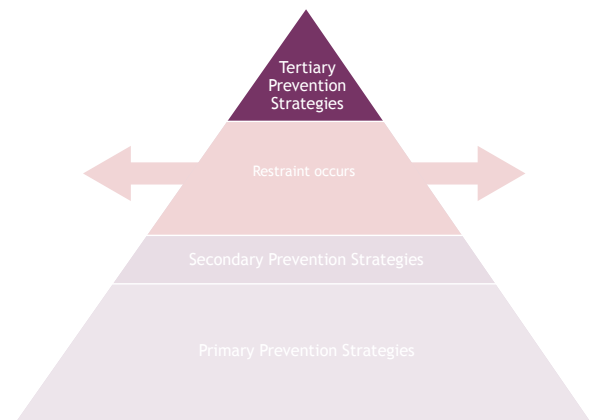 Tertiary
Prevention
Strategies
Restraint occurs
Secondary Prevention Strategies
Primary Prevention Strategies